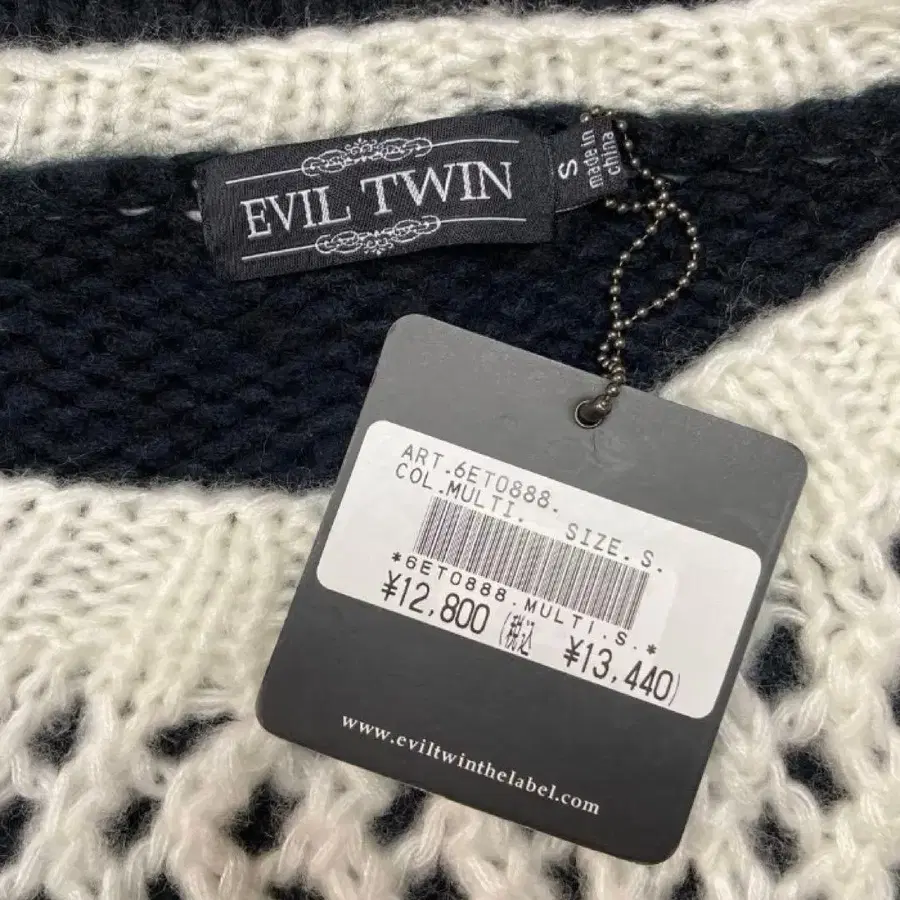 EVIL TWIN
S
made in
china
ART.6ET0888.
COL.MULTI. SIZE.S.
*6ET0888.MULTI.S.*
¥12,800 (税込 ¥13,440)
www.eviltwinthelabel.com